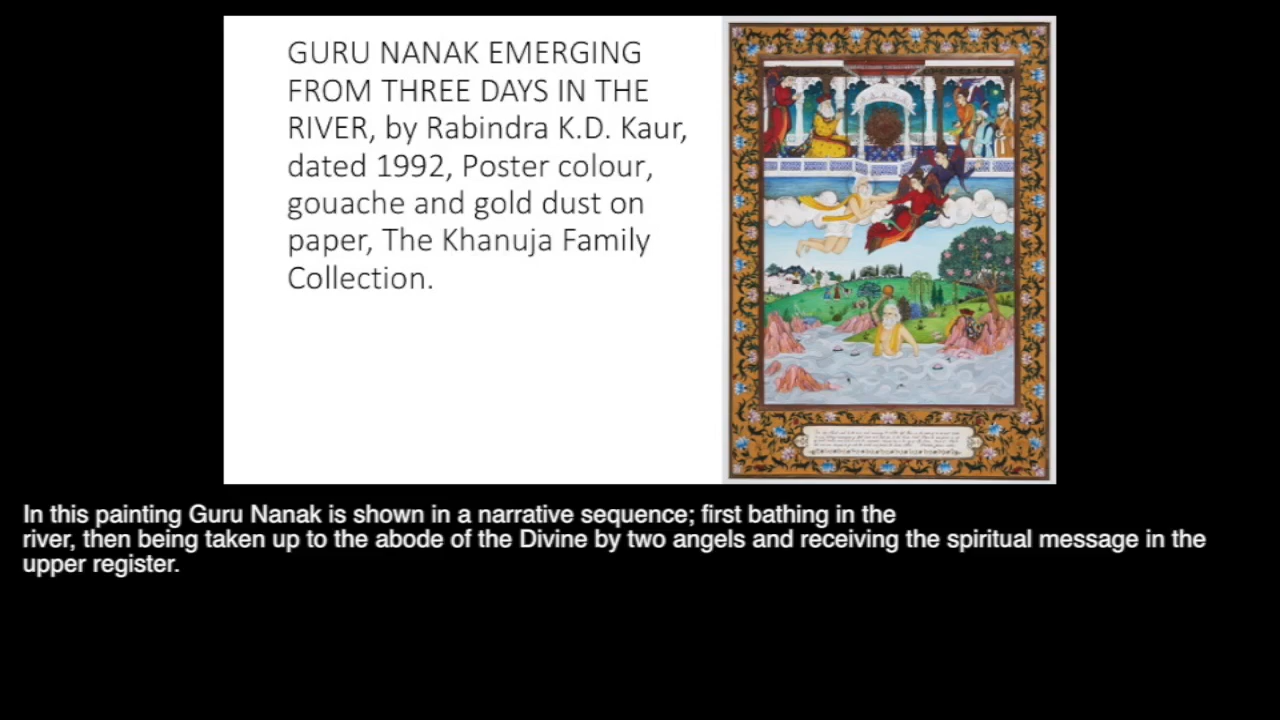 GURU NANAK EMERGING
FROM THREE DAYS IN THE
RIVER, by Rabindra K.D. Kaur,
dated 1992, Poster colour,
gouache and gold dust on
paper, The Khanuja Family
Collection.
In this painting Guru Nanak is shown in a narrative sequence; first bathing in the
river, then being taken up to the abode of the Divine by two angels and receiving the spiritual message in the
upper register.